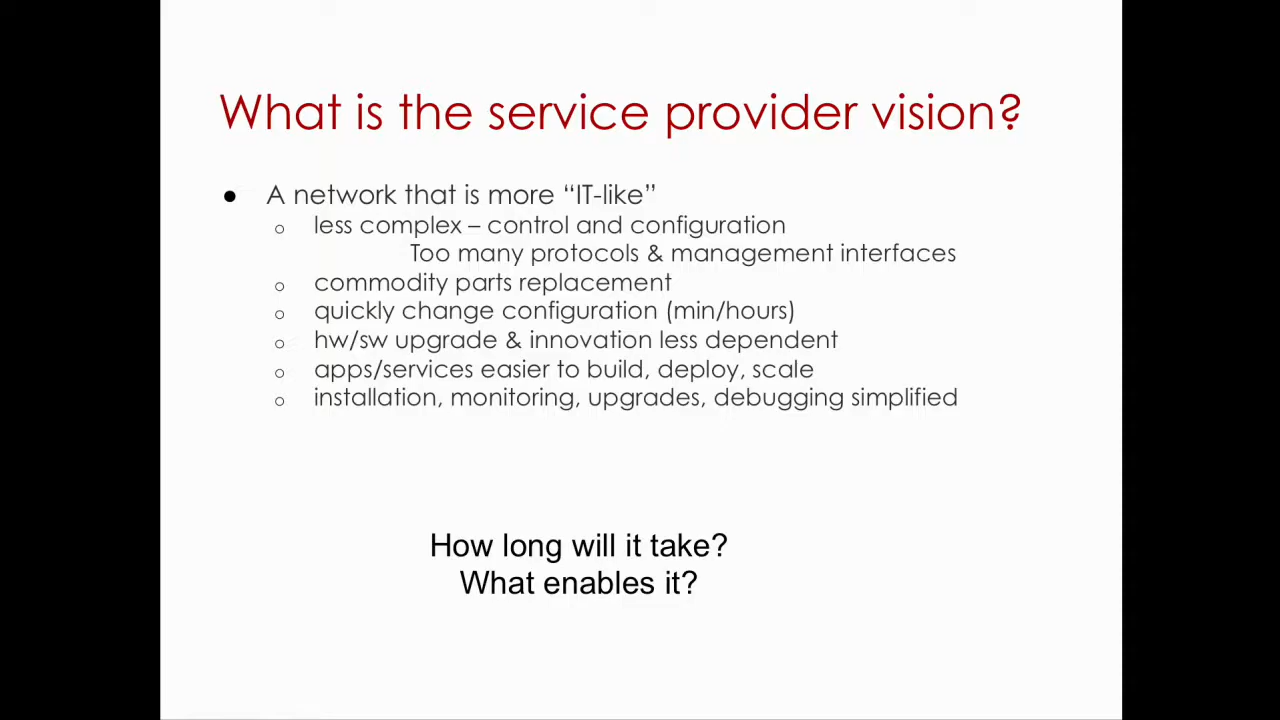 What is the service provider vision?
● A network that is more “IT-like”
o less complex – control and configuration
Too many protocols & management interfaces
o commodity parts replacement
o quickly change configuration (min/hours)
o hw/sw upgrade & innovation less dependent
o apps/services easier to build, deploy, scale
o installation, monitoring, upgrades, debugging simplified
How long will it take?
What enables it?